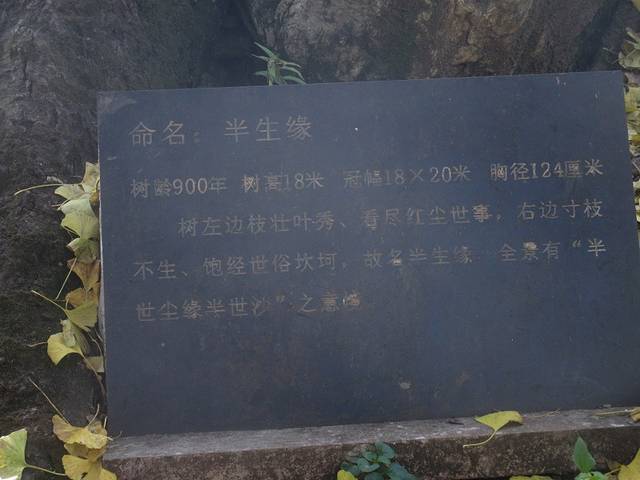 命名：半生缘
树龄900年 树高18米 冠幅18×20米 胸径124厘米
树左边枝壮叶秀、看尽红尘世事，右边寸枝
不生、饱经世俗坎坷，故名半生缘 全景有“半
世尘缘半世沙”之意境